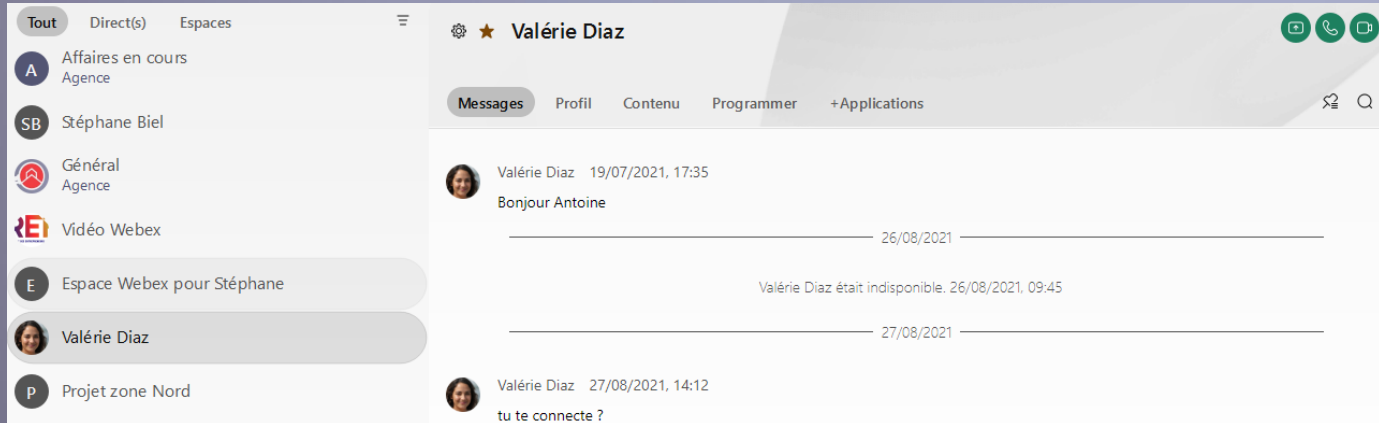 Tout Direct(s) Espaces
A
Affaires en cours
Agence
SB
Stéphane Biel
Général
Agence
Vidéo Webex
E
Espace Webex pour Stéphane
Valérie Diaz
P
Projet zone Nord
Valérie Diaz
Messages Profil Contenu Programmer +Applications
Valérie Diaz 19/07/2021, 17:35
Bonjour Antoine
26/08/2021
Valérie Diaz était indisponible. 26/08/2021, 09:45
27/08/2021
Valérie Diaz 27/08/2021, 14:12
tu te connecte ?